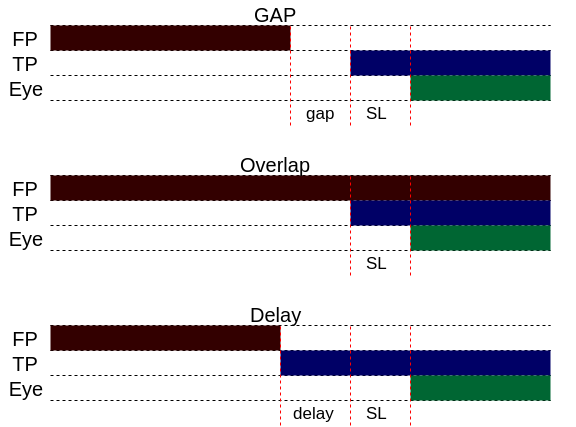 GAP
FP
TP
Eye
gap SL
Overlap
FP
TP
Eye
SL
Delay
FP
TP
Eye
delay SL